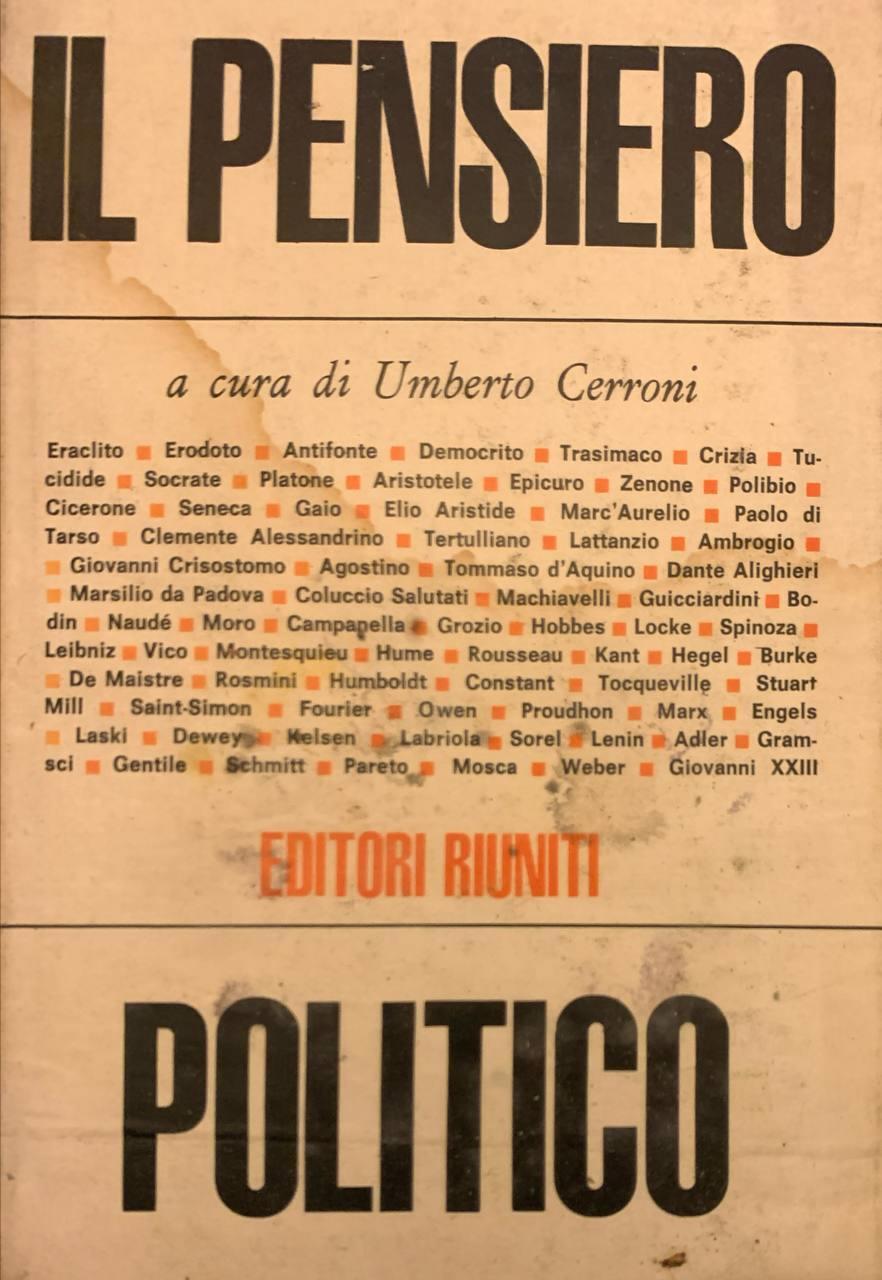 IL PENSIERO
a cura di Umberto Cerroni
Eraclito ■ Erodoto ■ Antifonte ■ Democrito ■ Trasimaco ■ Crizia ■ Tu-
cidide ■ Socrate ■ Platone ■ Aristotele ■ Epicuro ■ Zenone ■ Polibio ■
Cicerone ■ Seneca ■ Gaio ■ Elio Aristide ■ Marc'Aurelio ■ Paolo di
Tarso ■ Clemente Alessandrino ■ Tertulliano ■ Lattanzio ■ Ambrogio ■
■ Giovanni Crisostomo ■ Agostino ■ Tommaso d'Aquino ■ Dante Alighieri
■ Marsilio da Padova ■ Coluccio Salutati ■ Machiavelli ■ Guicciardini ■ Bo-
din ■ Naudé ■ Moro ■ Campanella ■ Grozio ■ Hobbes ■ Locke ■ Spinoza ■
Leibniz ■ Vico ■ Montesquieu ■ Hume ■ Rousseau ■ Kant ■ Hegel ■ Burke
■ De Maistre ■ Rosmini ■ Humboldt ■ Constant ■ Tocqueville ■ Stuart
Mill ■ Saint-Simon ■ Fourier ■ Owen ■ Proudhon ■ Marx ■ Engels
■ Laski ■ Dewey ■ Kelsen ■ Labriola ■ Sorel ■ Lenin ■ Adler ■ Gram-
sci ■ Gentile ■ Schmitt ■ Pareto ■ Mosca ■ Weber ■ Giovanni XXIII
EDITORI RIUNITI
POLITICO